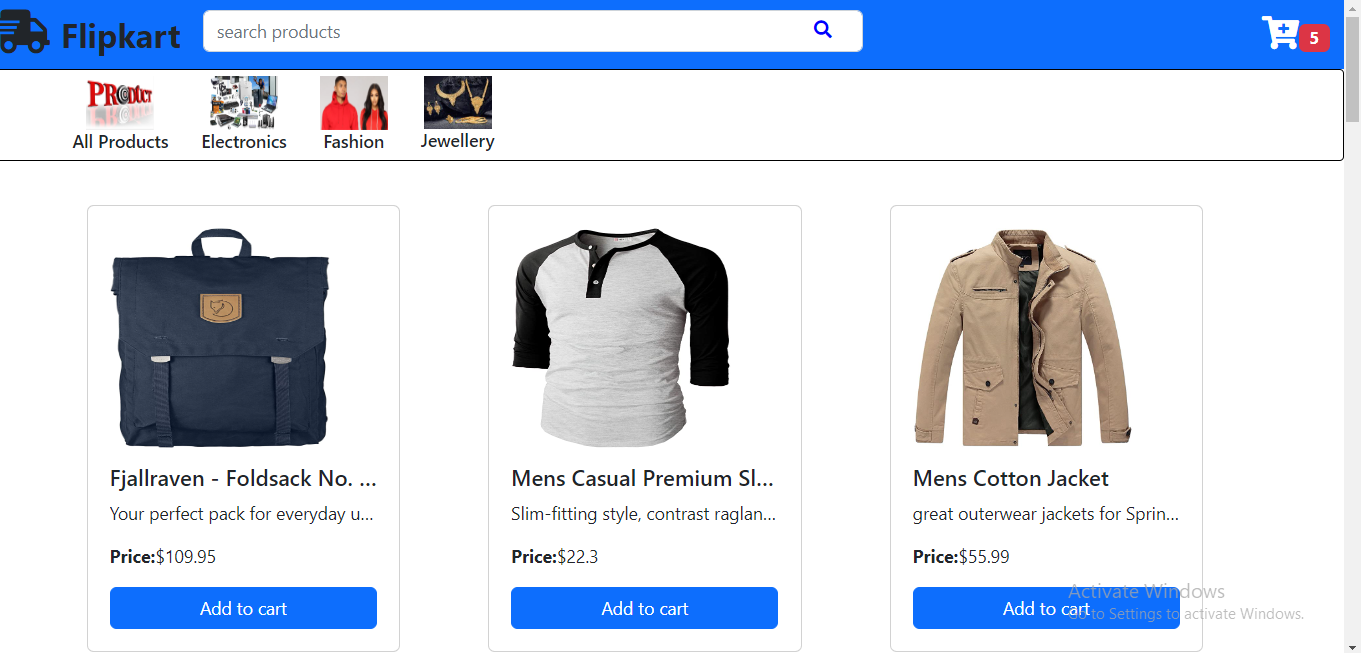 Flipkart
search products
5
PRODUCT
All Products
Electronics
Fashion
Jewellery
Fjallraven - Foldsack No. ...
Your perfect pack for everyday u...
Price:$109.95
Add to cart
Mens Casual Premium Sl...
Slim-fitting style, contrast raglan...
Price:$22.3
Add to cart
Mens Cotton Jacket
great outerwear jackets for Sprin...
Price:$55.99
Add to cart
Activate Windows
Go to Settings to activate Windows.